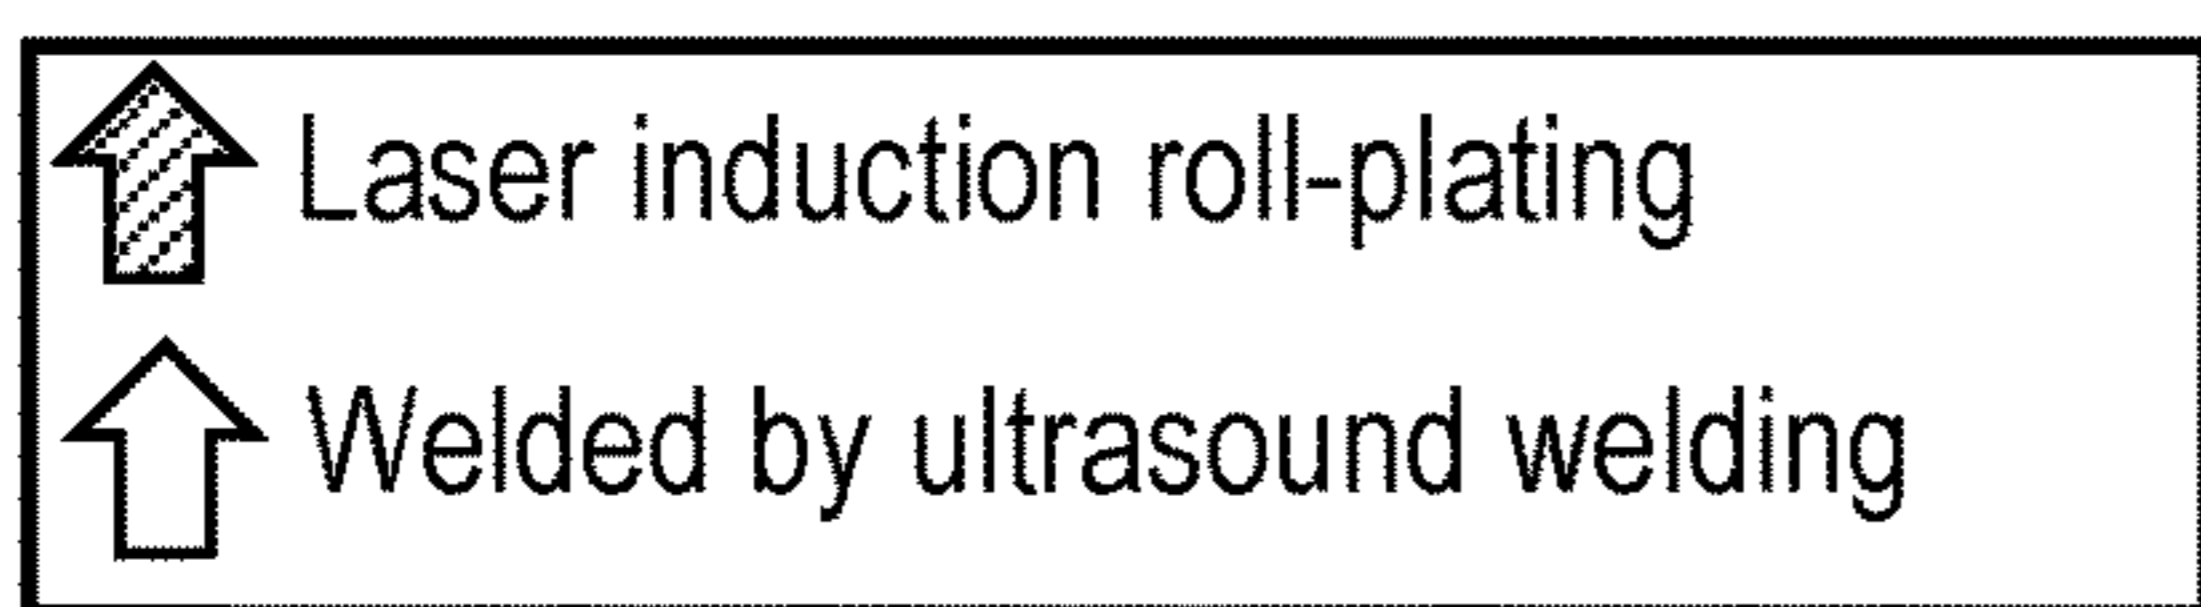 Laser induction roll-plating
Welded by ultrasound welding